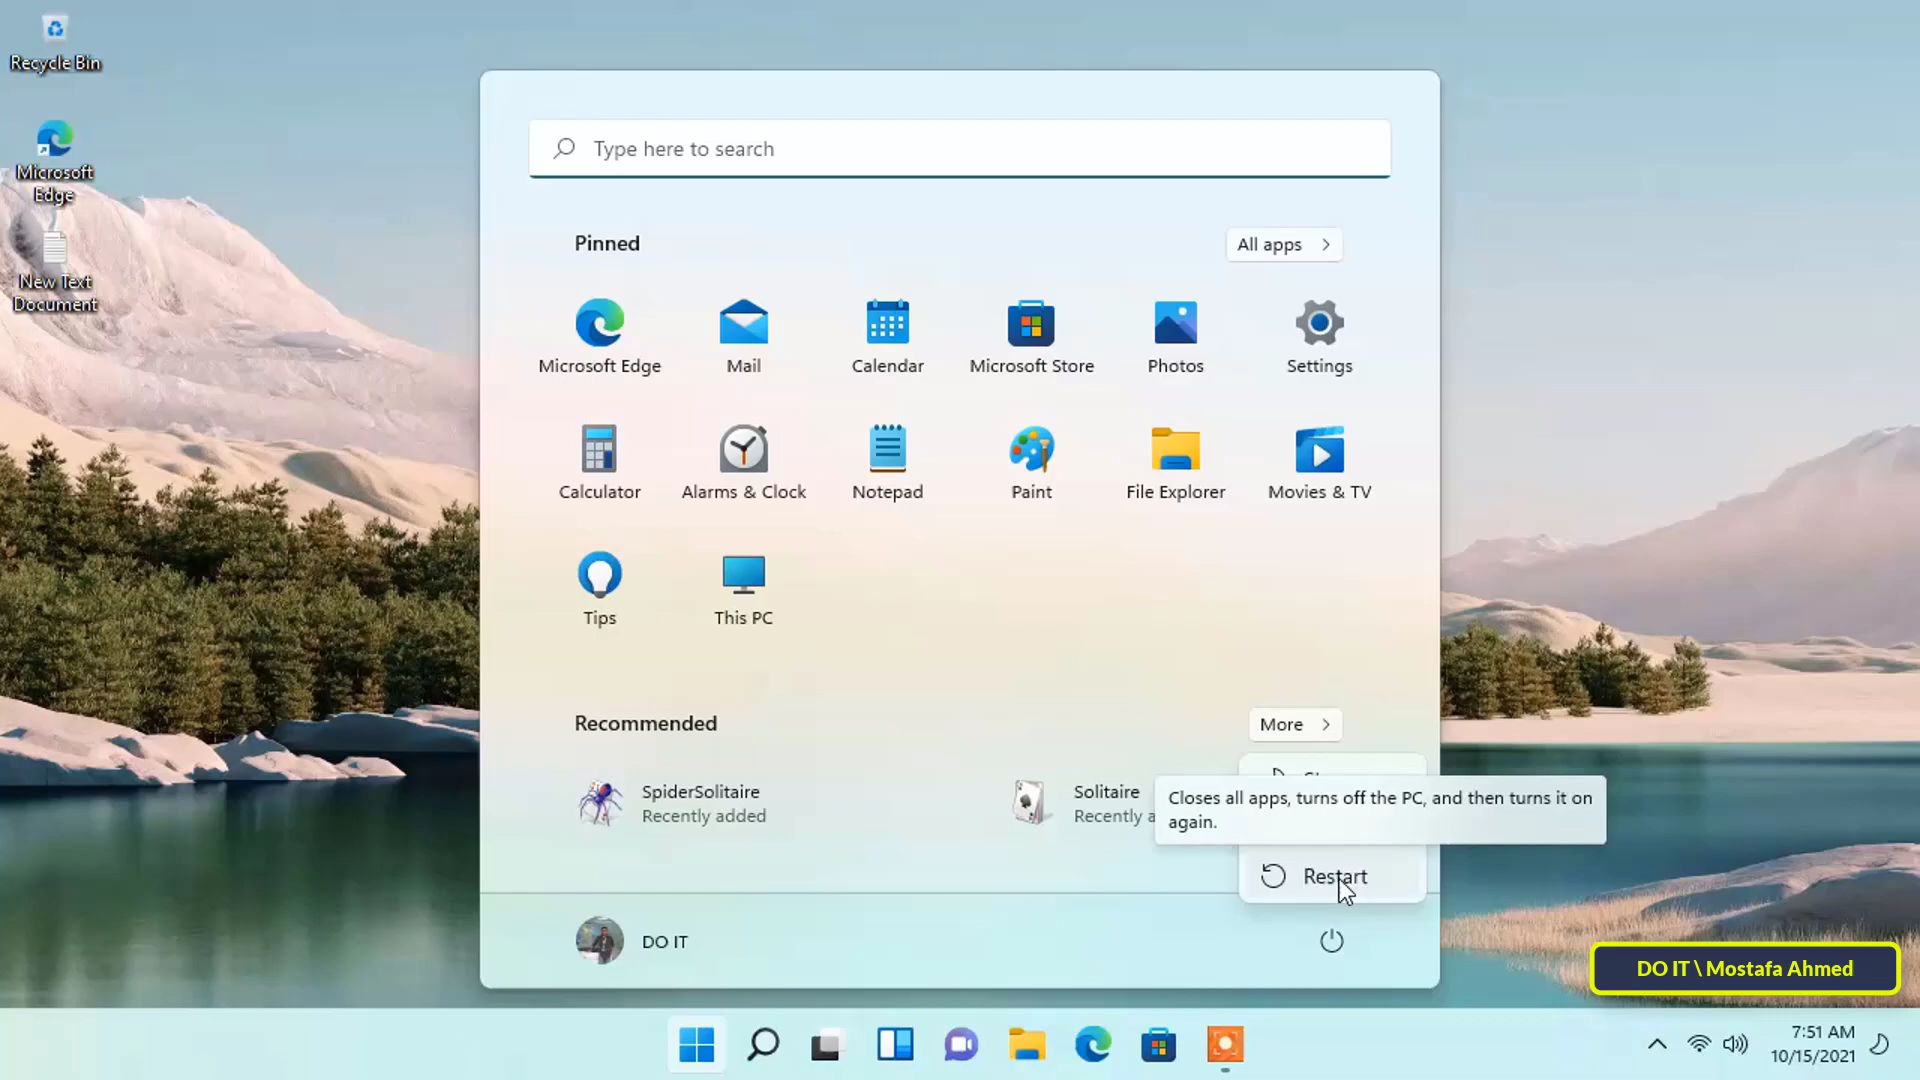 Recycle Bin
Microsoft
Edge
New Text
Document
Type here to search
Pinned
All apps
Microsoft Edge
Mail
Calendar
Microsoft Store
Photos
Settings
Calculator
Alarms & Clock
Notepad
Paint
File Explorer
Movies & TV
Tips
This PC
Recommended
More
SpiderSolitaire
Recently added
Solitaire
Recently a
Closes all apps, turns off the PC, and then turns it on
again.
Restart
DO IT
DO IT \ Mostafa Ahmed
7:51 AM
10/15/2021